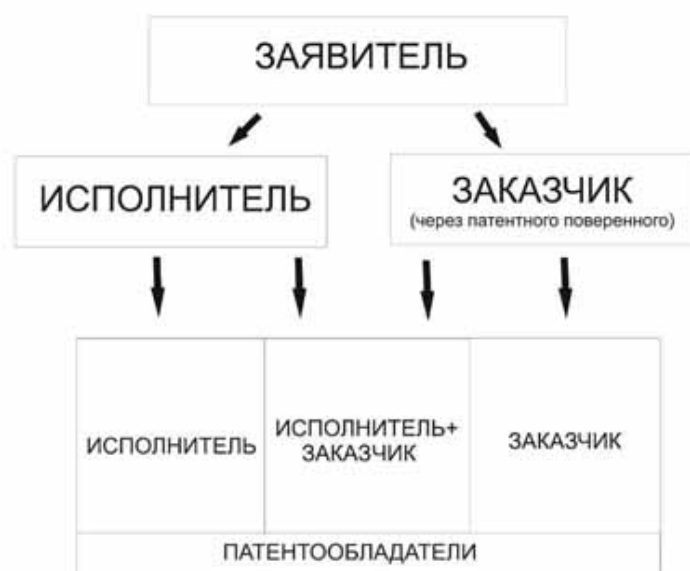 ЗАЯВИТЕЛЬ
ИСПОЛНИТЕЛЬ
ЗАКАЗЧИК
(через патентного поверенного)
ИСПОЛНИТЕЛЬ
ИСПОЛНИТЕЛЬ+
ЗАКАЗЧИК
ЗАКАЗЧИК
ПАТЕНТООБЛАДАТЕЛИ